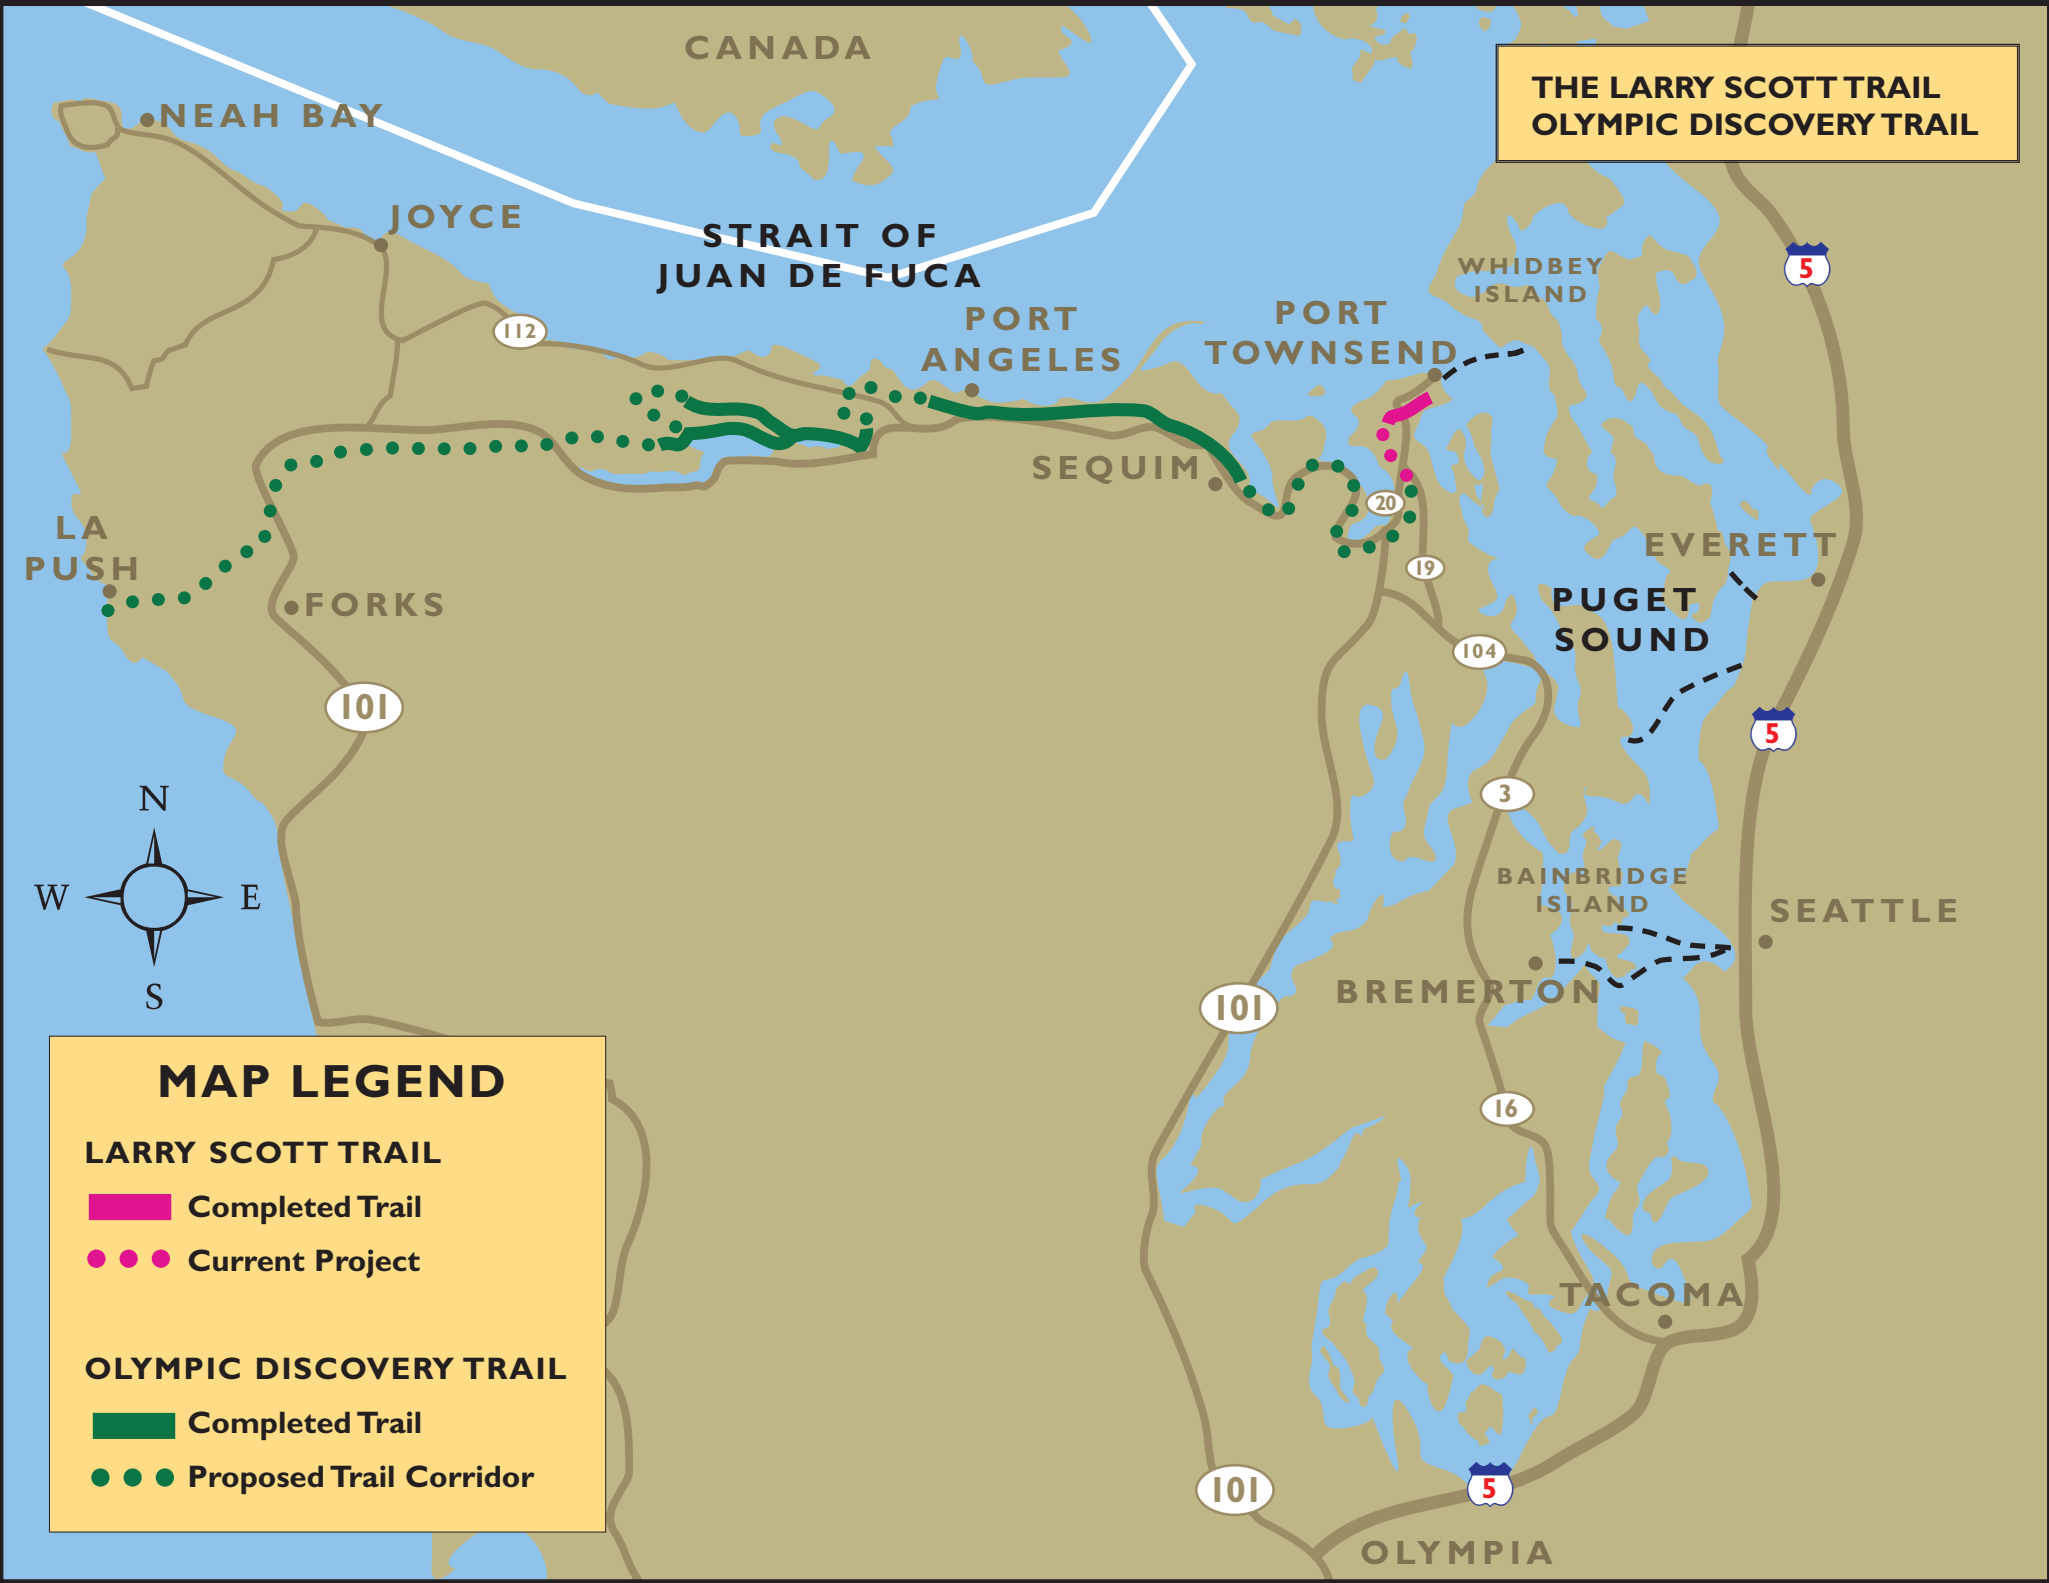 CANADA
THE LARRY SCOTT TRAIL
OLYMPIC DISCOVERY TRAIL
NEAH BAY
JOYCE
STRAIT OF
JUAN DE FUCA
WHIDBEY
ISLAND
5
112
PORT
ANGELES
PORT
TOWNSEND
SEQUIM
20
19
LA
PUSH
FORKS
EVERETT
PUGET
SOUND
104
101
5
3
N
W
E
S
BAINBRIDGE
ISLAND
SEATTLE
BREMERTON
101
16
MAP LEGEND
LARRY SCOTT TRAIL
Completed Trail
Current Project
OLYMPIC DISCOVERY TRAIL
Completed Trail
Proposed Trail Corridor
TACOMA
101
5
OLYMPIA